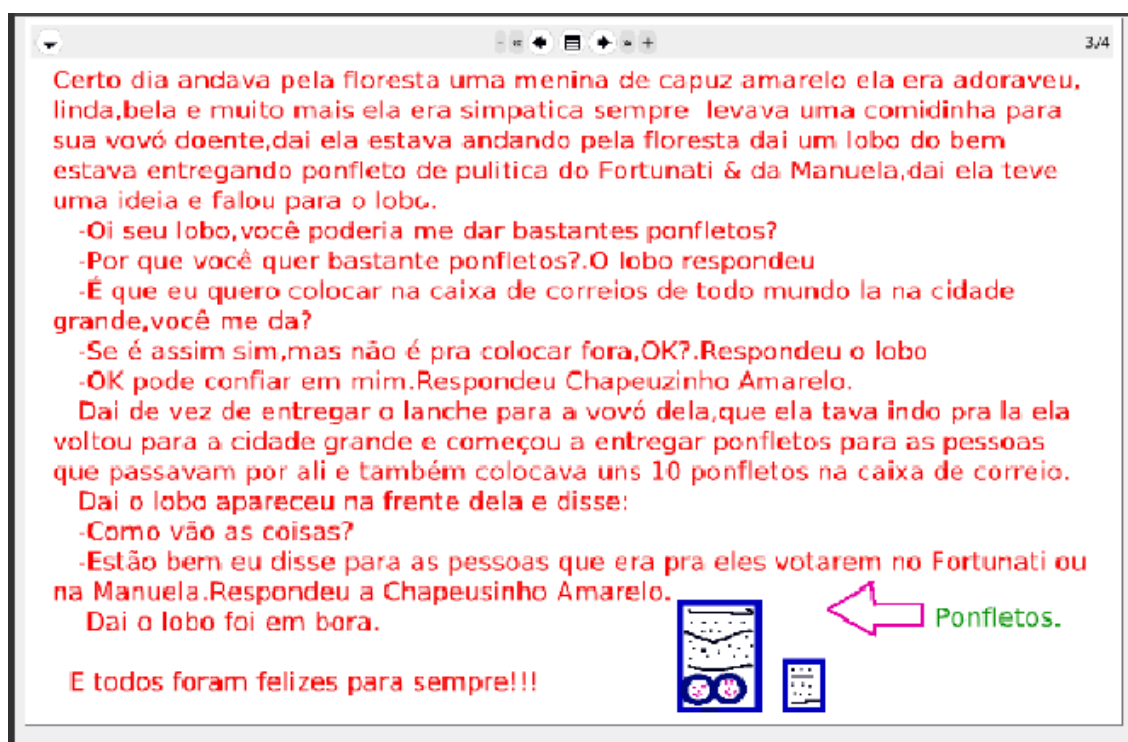 3/4
Certo dia andava pela floresta uma menina de capuz amarelo ela era adoraveu,
linda,bela e muito mais ela era simpatica sempre levava uma comidinha para
sua vovó doente,dai ela estava andando pela floresta dai um lobo do bem
estava entregando ponfleto de pulitica do Fortunati & da Manuela,dai ela teve
uma ideia e falou para o lobo.
-Oi seu lobo,você poderia me dar bastantes ponfletos?
-Por que você quer bastante ponfletos?.O lobo respondeu
-É que eu quero colocar na caixa de correios de todo mundo la na cidade
grande,você me da?
-Se é assim sim,mas não é pra colocar fora,OK?.Respondeu o lobo
-OK pode confiar em mim.Respondeu Chapeuzinho Amarelo.
Dai de vez de entregar o lanche para a vovó dela,que ela tava indo pra la ela
voltou para a cidade grande e começou a entregar ponfletos para as pessoas
que passavam por ali e também colocava uns 10 ponfletos na caixa de correio.
Dai o lobo apareceu na frente dela e disse:
-Como vão as coisas?
-Estão bem eu disse para as pessoas que era pra eles votarem no Fortunati ou
na Manuela.Respondeu a Chapeusinho Amarelo.
Dai o lobo foi em bora.
Ponfletos.
E todos foram felizes para sempre!!!